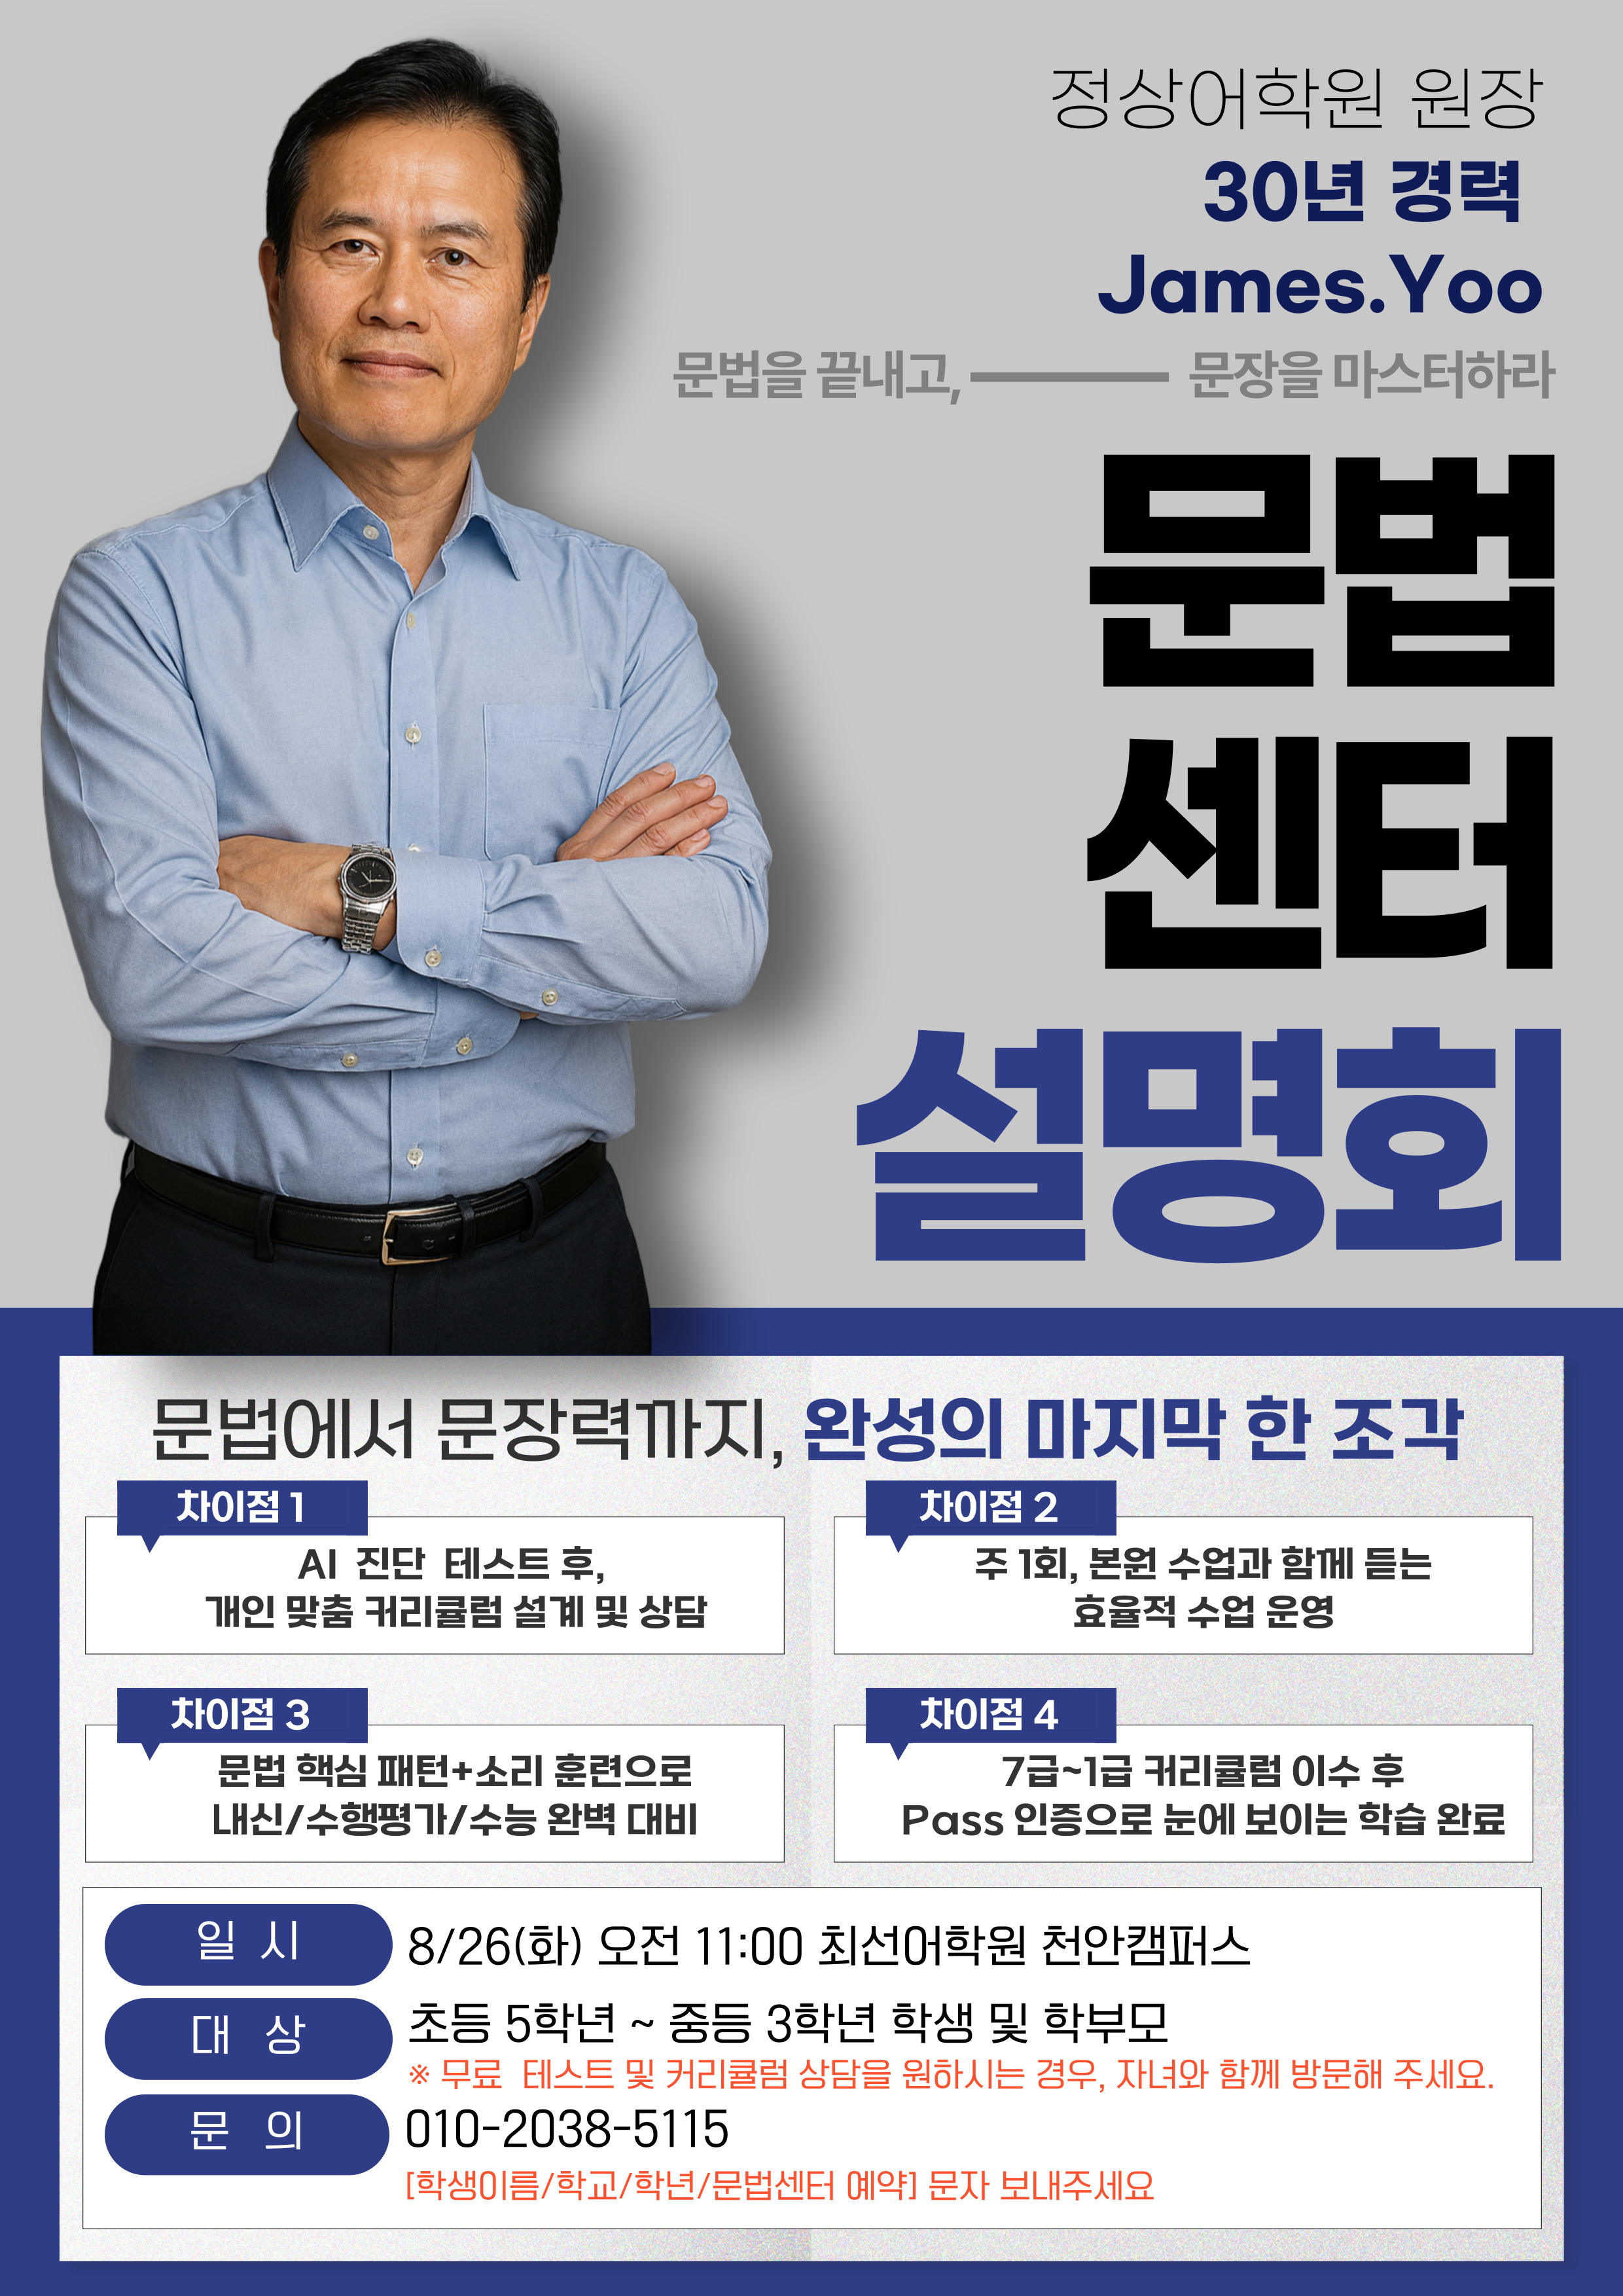 정상어학원 원장
30년 경력
James.Yoo
문법을 끝내고, 문장을 마스터하라
문법
센터
설명회
문법에서 문장력까지, 완성의 마지막 한 조각
차이점 1
AI 진단 테스트 후,
개인 맞춤 커리큘럼 설계 및 상담
차이점 2
주 1회, 본원 수업과 함께 듣는
효율적 수업 운영
차이점 3
문법 핵심 패턴+소리 훈련으로
내신/수행평가/수능 완벽 대비
차이점 4
7급~1급 커리큘럼 이수 후
Pass 인증으로 눈에 보이는 학습 완료
일 시 8/26(화) 오전 11:00 최선어학원 천안캠퍼스
대 상 초등 5학년 ~ 중등 3학년 학생 및 학부모
※ 무료 테스트 및 커리큘럼 상담을 원하시는 경우, 자녀와 함께 방문해 주세요.
문 의 010-2038-5115
[학생이름/학교/학년/문법센터 예약] 문자 보내주세요